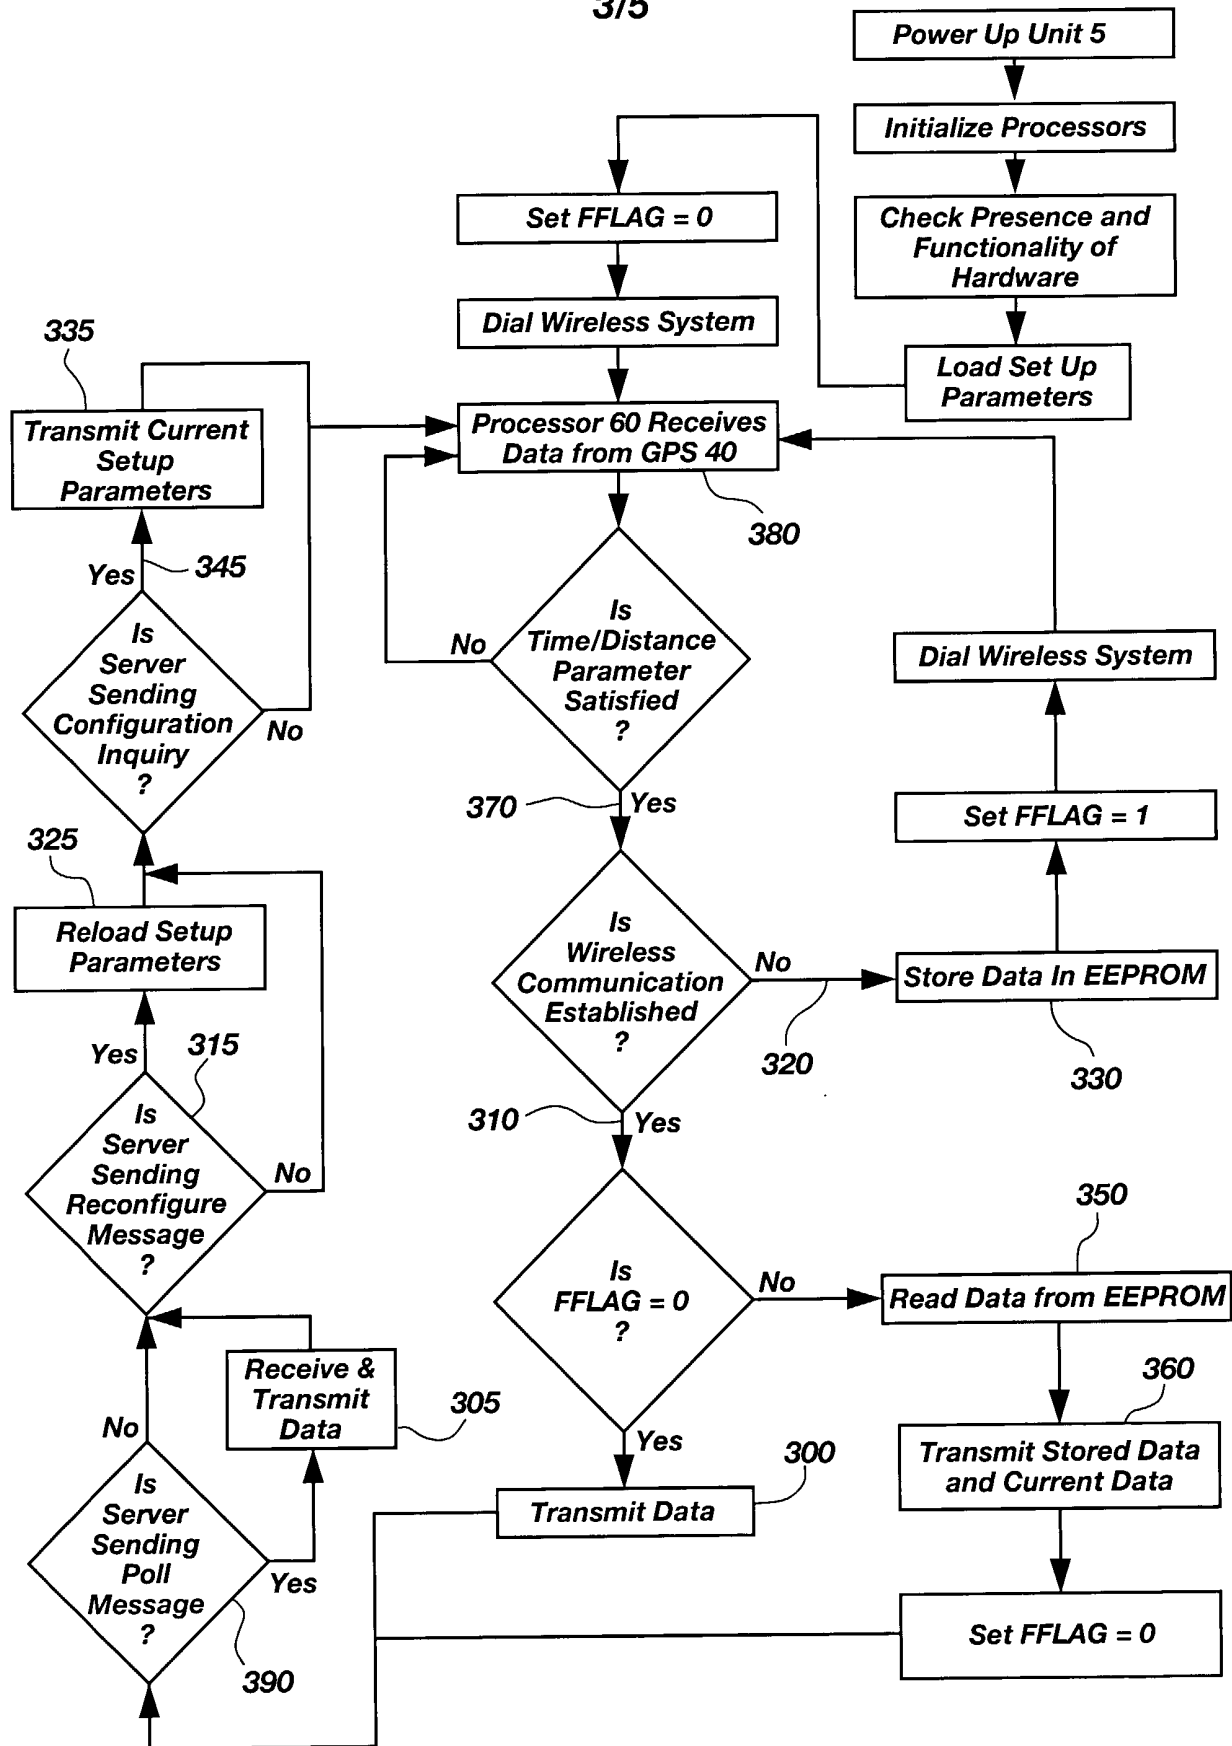 3/5
Power Up Unit 5
Initialize Processors
Check Presence and
Functionality of
Hardware
Load Set Up
Parameters
Set FFLAG = 0
Dial Wireless System
Processor 60 Receives
Data from GPS 40
380
Is
Time/Distance
Parameter
Satisfied
?
No
370
Yes
Is
Wireless
Communication
Established
?
No
320
Store Data In EEPROM
330
Set FFLAG = 1
Dial Wireless System
310
Yes
Is
FFLAG = 0
?
No
350
Read Data from EEPROM
360
Transmit Stored Data
and Current Data
Set FFLAG = 0
Yes
300
Transmit Data
335
Transmit Current
Setup
Parameters
Yes
345
Is
Server
Sending
Configuration
Inquiry
?
No
325
Reload Setup
Parameters
Yes
315
Is
Server
Sending
Reconfigure
Message
?
No
Receive &
Transmit
Data
305
No
Is
Server
Sending
Poll
Message
?
Yes
390